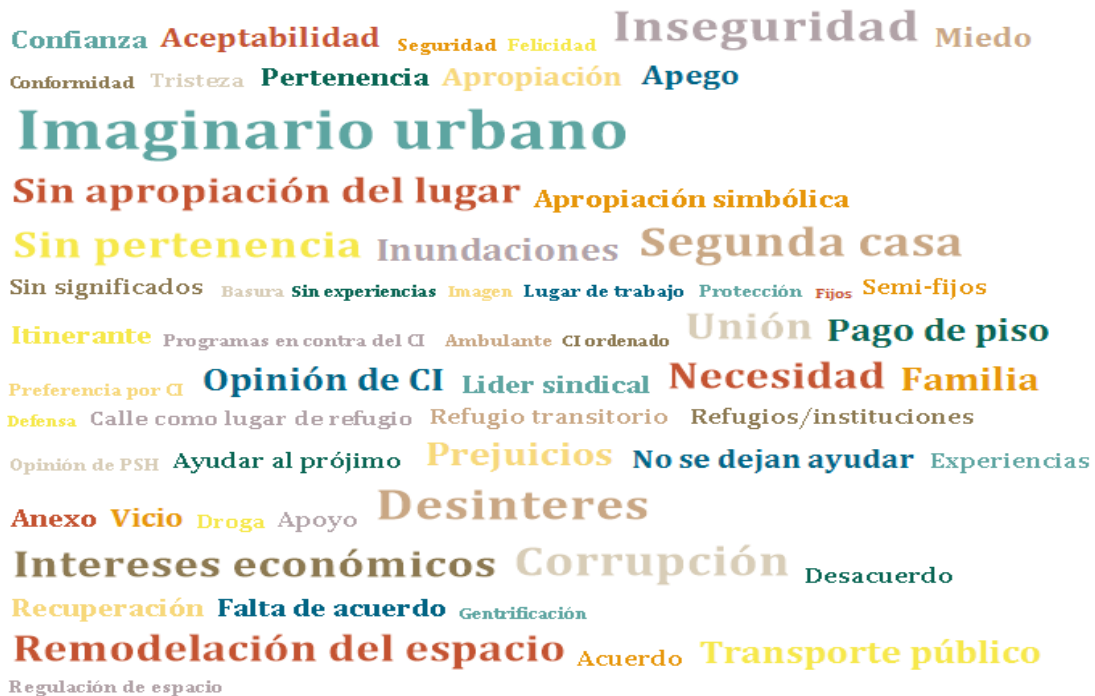 Confianza Aceptabilidad Seguridad Felicidad Inseguridad Miedo
Conformidad Tristeza Pertenencia Apropiación Apego
Imaginario urbano
Sin apropiación del lugar Apropiación simbólica
Sin pertenencia Inundaciones Segunda casa
Sin significados Basura Sin experiencias Imagen Lugar de trabajo Protección Fijos Semi-fijos
Itinerante Programas en contra del CI Ambulante CI ordenado Unión Pago de piso
Preferencia por CI Opinión de CI Lider sindical Necesidad Familia
Defensa Calle como lugar de refugio Refugio transitorio Refugios/instituciones
Opinión de PSH Ayudar al prójimo Prejuicios No se dejan ayudar Experiencias
Anexo Vicio Droga Apoyo Desinteres
Intereses económicos Corrupción Desacuerdo
Recuperación Falta de acuerdo Gentrificación
Remodelación del espacio Acuerdo Transporte público
Regulación de espacio